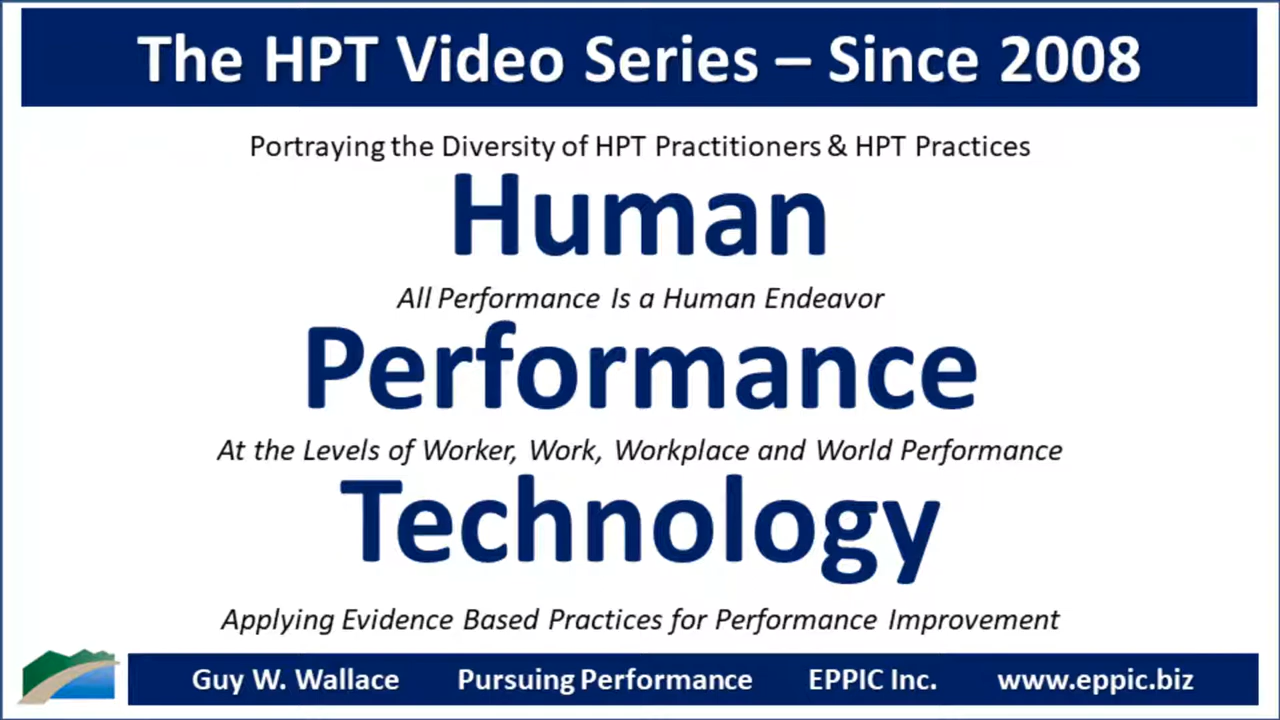 The HPT Video Series – Since 2008
Portraying the Diversity of HPT Practitioners & HPT Practices
Human
All Performance Is a Human Endeavor
Performance
At the Levels of Worker, Work, Workplace and World Performance
Technology
Applying Evidence Based Practices for Performance Improvement
Guy W. Wallace Pursuing Performance EPPIC Inc. www.eppic.biz